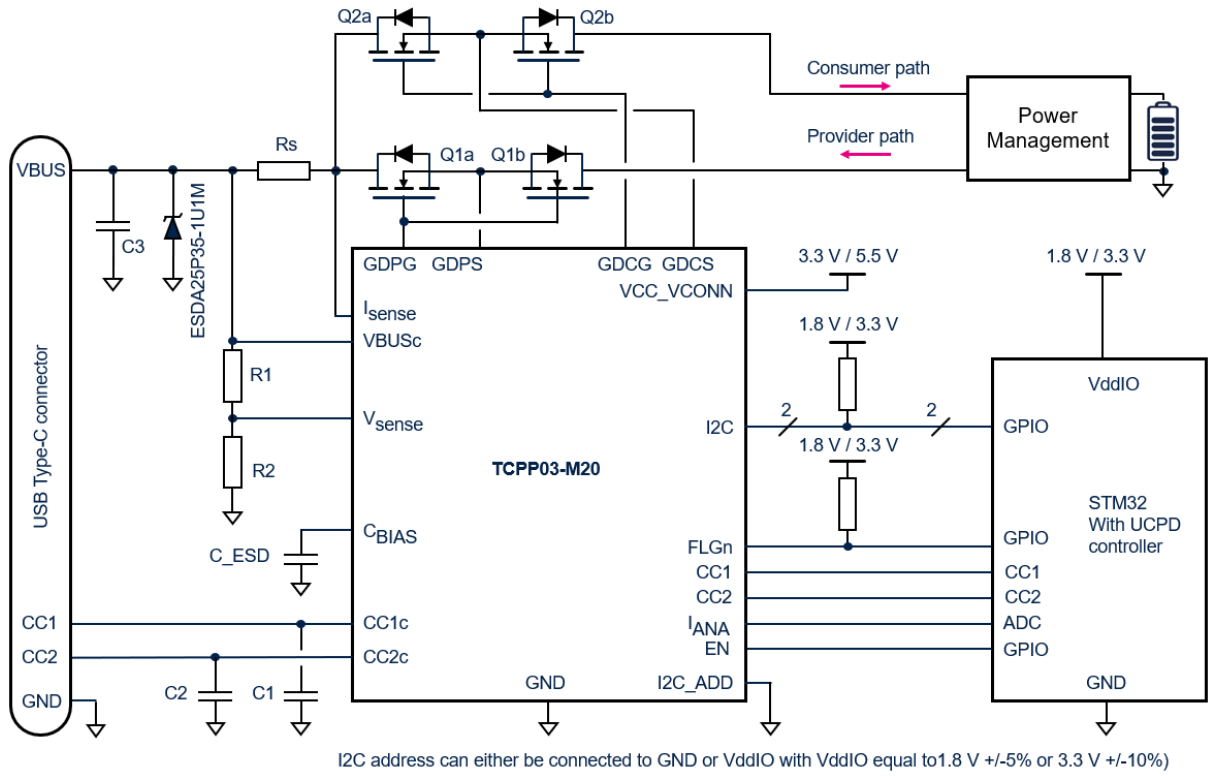 Q2a
Q2b
Consumer path
Power
Management
Provider path
VBUS
Rs
Q1a
Q1b
C3
ESDA25P35-1U1M
GDPG
GDPS
GDCG
GDCS
3.3 V / 5.5 V
1.8 V / 3.3 V
VCC_VCONN
Isense
VBUSc
1.8 V / 3.3 V
R1
VddIO
Vsense
I2C
2
2
GPIO
1.8 V / 3.3 V
R2
TCPP03-M20
USB Type-C connector
STM32
With UCPD
controller
CBIAS
C_ESD
FLGn
GPIO
CC1
CC1
CC2
CC2
CC1
CC1c
IANA
ADC
EN
GPIO
CC2
CC2c
C2
C1
GND
GND
I2C_ADD
GND
I2C address can either be connected to GND or VddIO with VddIO equal to1.8 V +/-5% or 3.3 V +/-10%)